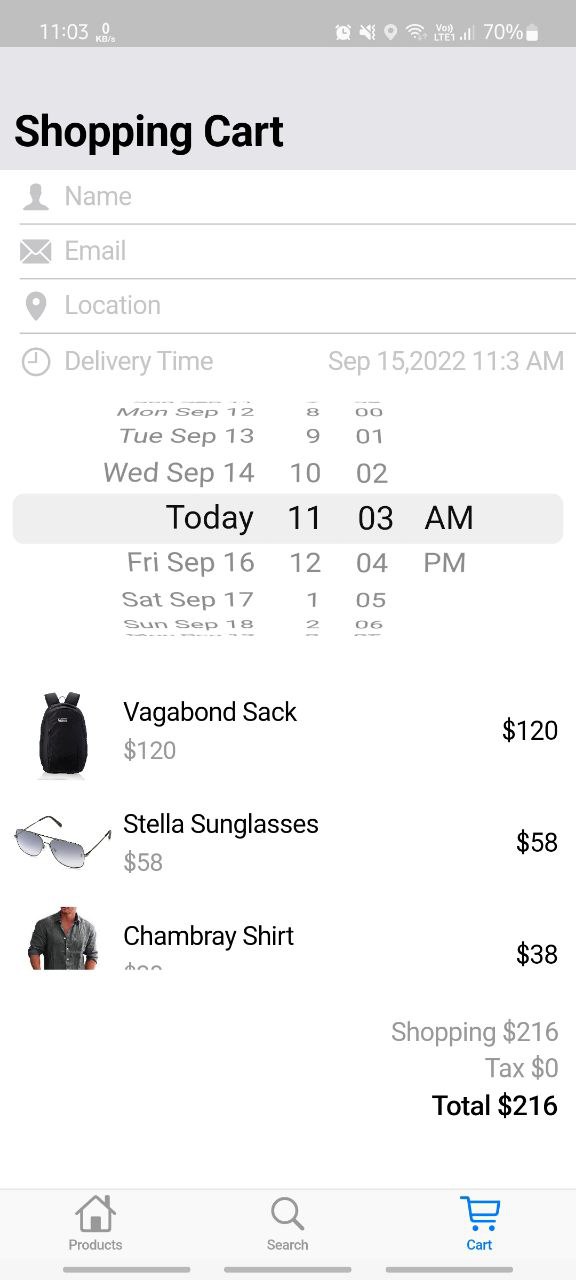 11:03 0 KB/s Vo)) LTE1 70%
Shopping Cart
Name
Email
Location
Delivery Time Sep 15,2022 11:3 AM
Mon Sep 12 8 00
Tue Sep 13 9 01
Wed Sep 14 10 02
Today 11 03 AM
Fri Sep 16 12 04 PM
Sat Sep 17 1 05
Sun Sep 18 2 06
Vagabond Sack
$120 $120
Stella Sunglasses
$58 $58
Chambray Shirt
$38
Shopping $216
Tax $0
Total $216
Products Search Cart